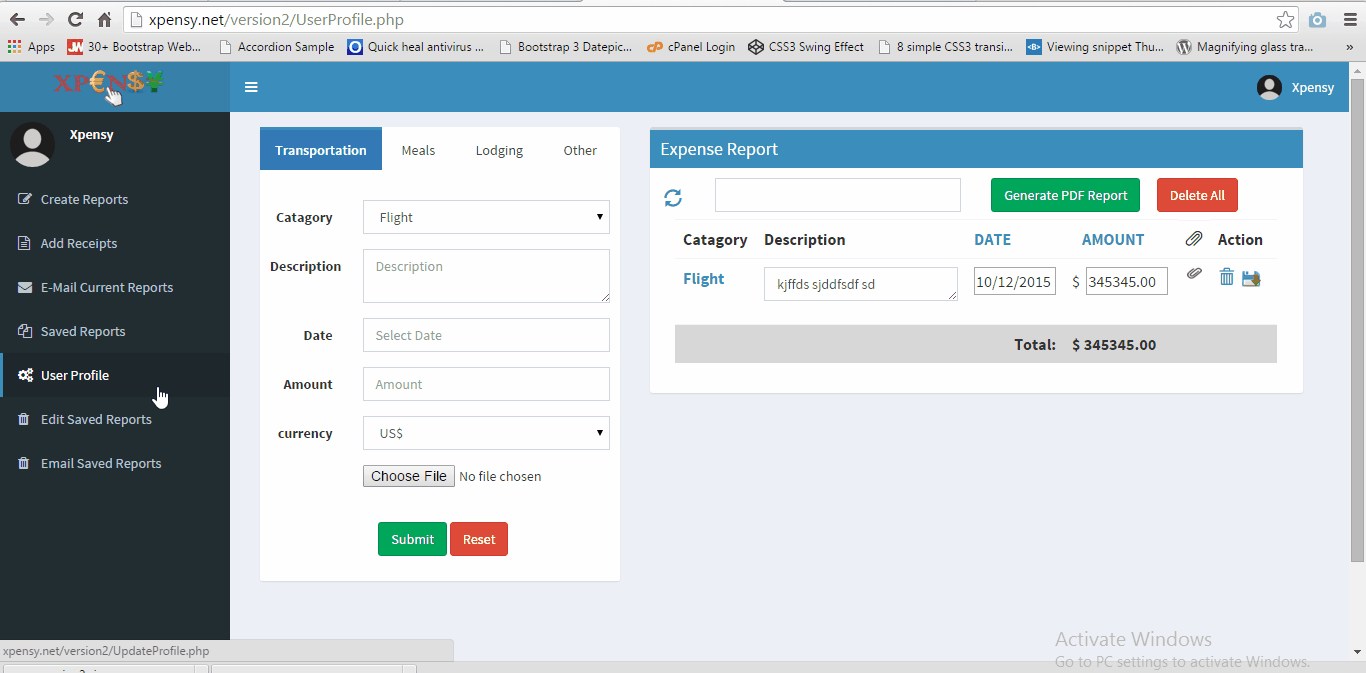 xpensy.net/version2/UserProfile.php
Apps 30+ Bootstrap Web... Accordion Sample Quick heal antivirus ... Bootstrap 3 Datepic... cPanel Login CSS3 Swing Effect 8 simple CSS3 transi... Viewing snippet Thu... Magnifying glass tra... »
XP€N$¥ Xpensy
Xpensy
Create Reports
Add Receipts
E-Mail Current Reports
Saved Reports
User Profile
Edit Saved Reports
Email Saved Reports
Transportation Meals Lodging Other
Catagory Flight
Description Description
Date Select Date
Amount Amount
currency US$
Choose File No file chosen
Submit Reset
Expense Report
Generate PDF Report Delete All
Catagory Description DATE AMOUNT Action
Flight kjffds sjddfsdf sd 10/12/2015 $ 345345.00
Total: $ 345345.00
Activate Windows
Go to PC settings to activate Windows.
xpensy.net/version2/UpdateProfile.php